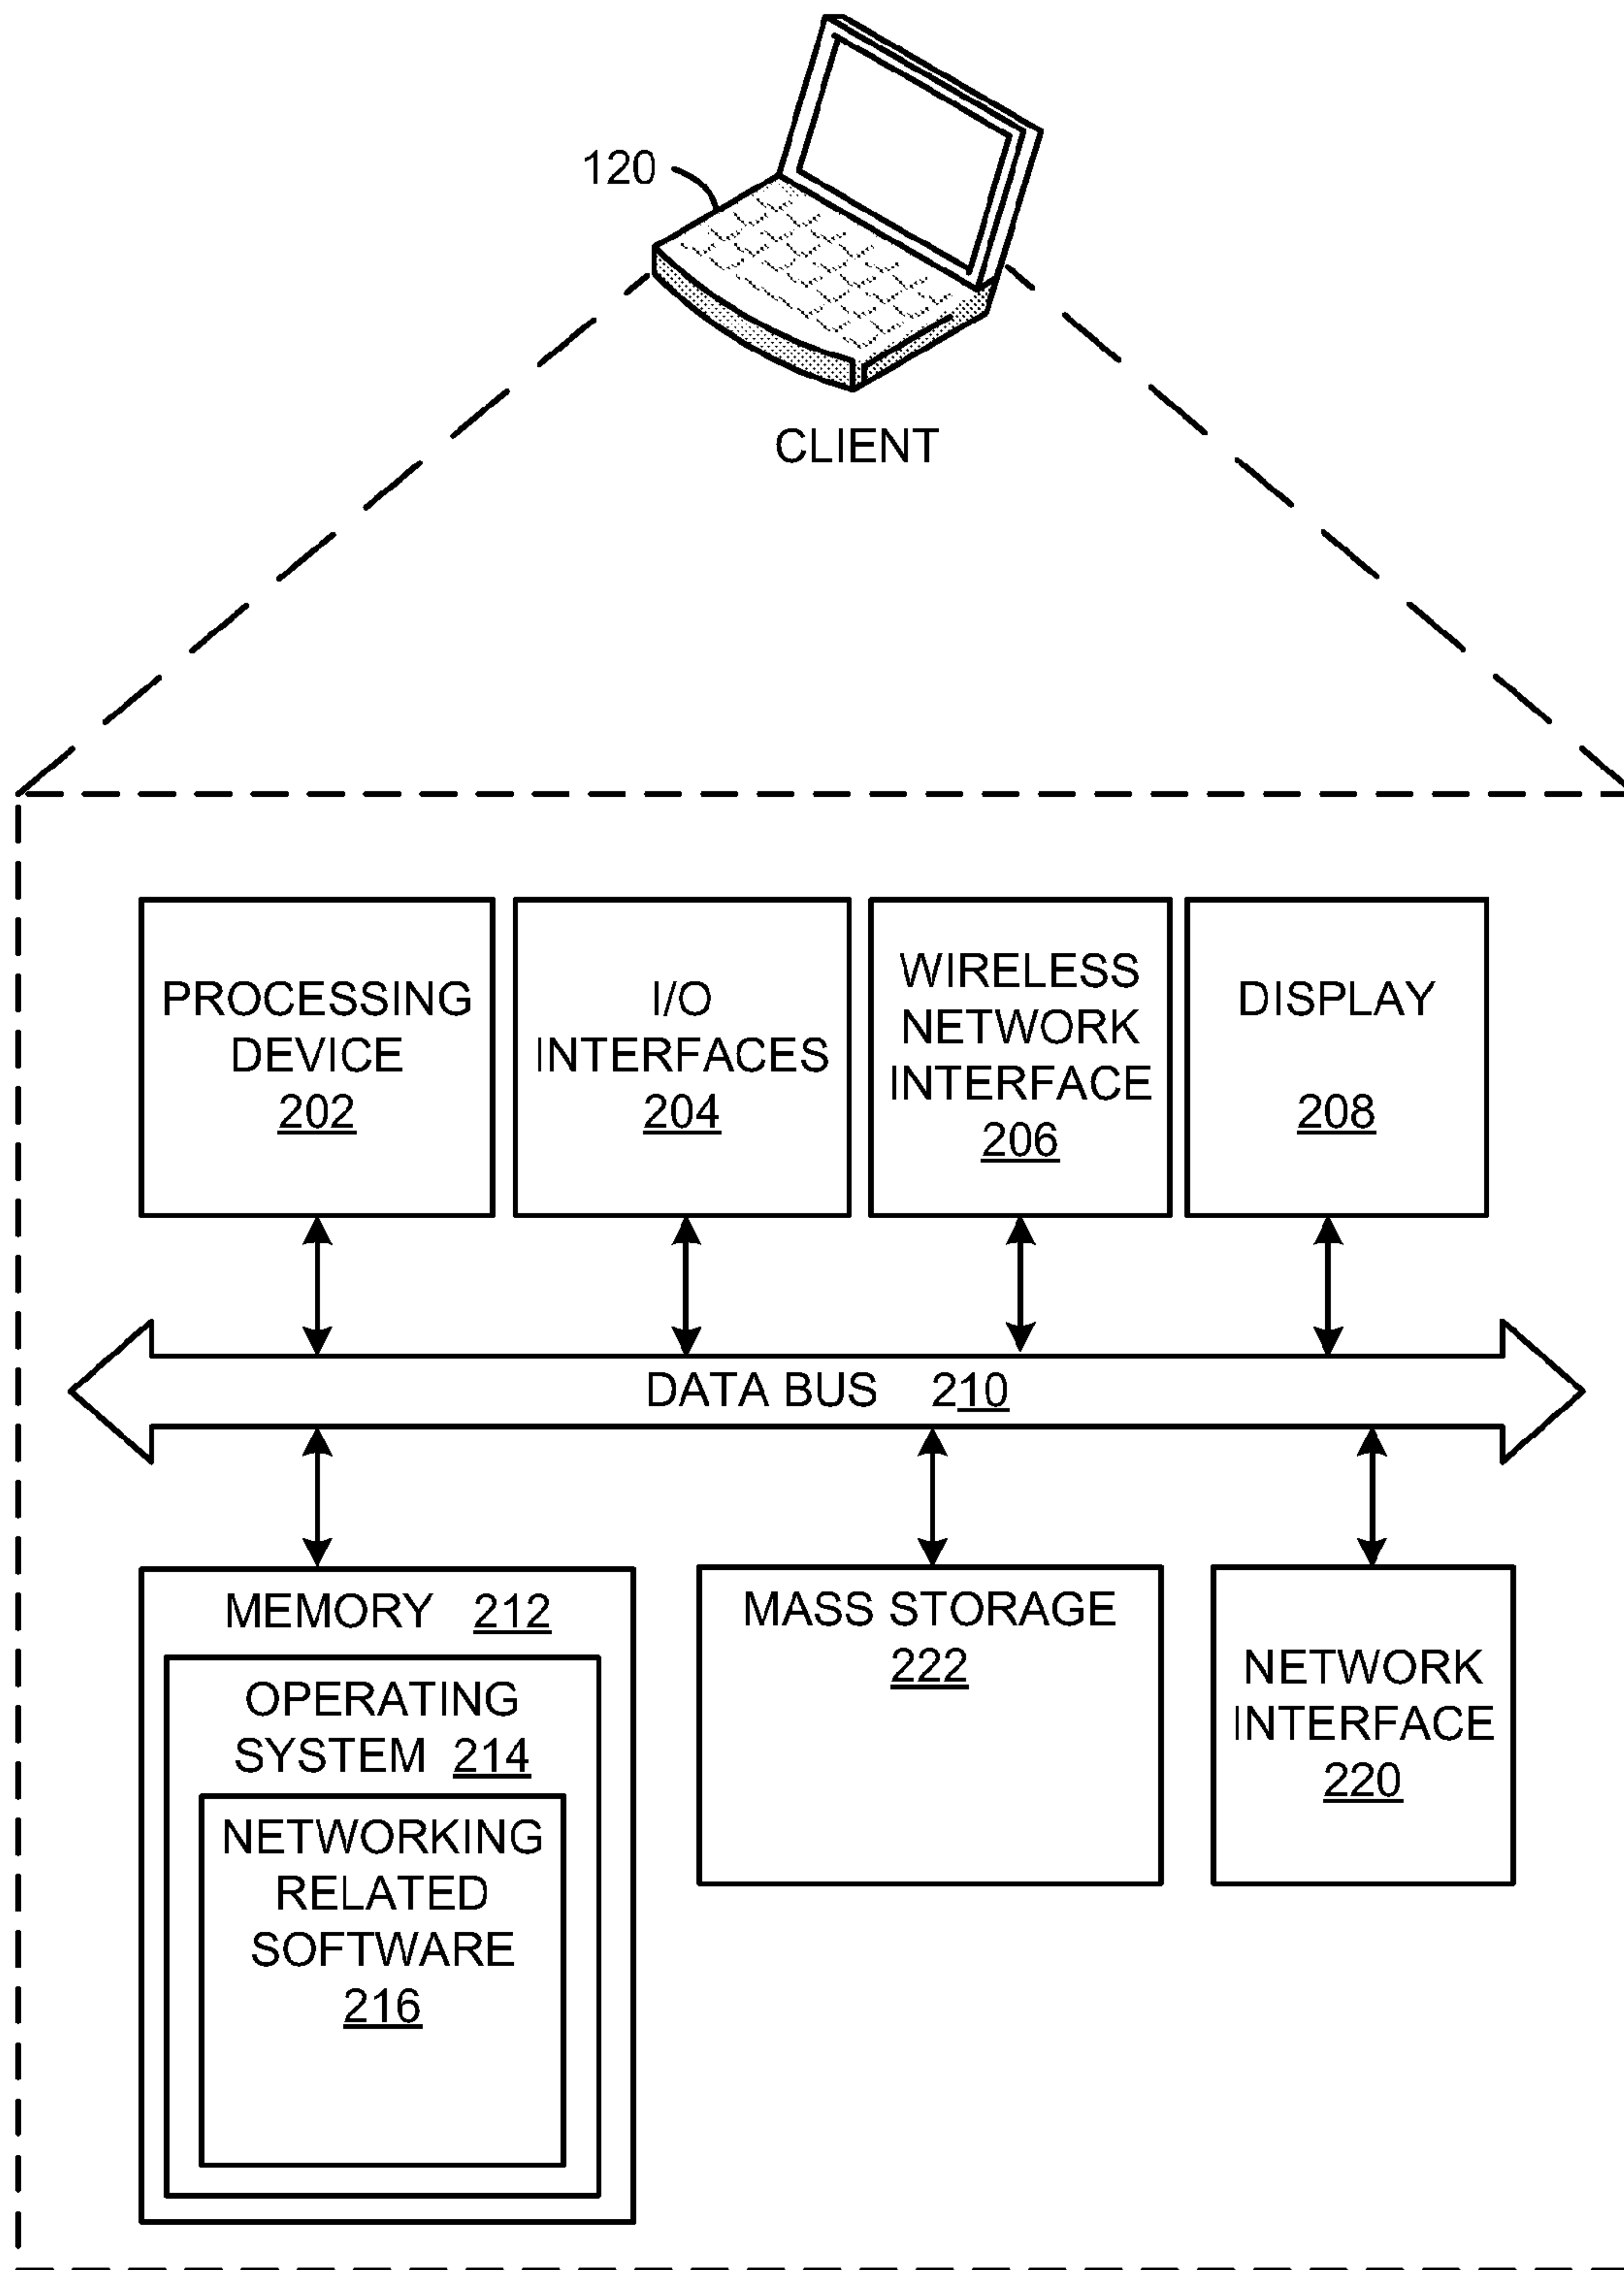 120
CLIENT
PROCESSING
DEVICE
202
I/O
INTERFACES
204
WIRELESS
NETWORK
INTERFACE
206
DISPLAY
208
DATA BUS 210
MEMORY 212
OPERATING
SYSTEM 214
NETWORKING
RELATED
SOFTWARE
216
MASS STORAGE
222
NETWORK
INTERFACE
220